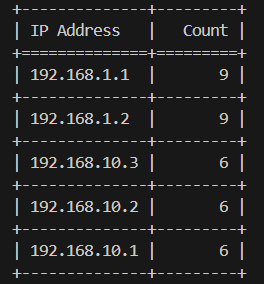 +--------------+---------+
| IP Address   |   Count |
+==============+=========+
| 192.168.1.1  |       9 |
+--------------+---------+
| 192.168.1.2  |       9 |
+--------------+---------+
| 192.168.10.3 |       6 |
+--------------+---------+
| 192.168.10.2 |       6 |
+--------------+---------+
| 192.168.10.1 |       6 |
+--------------+---------+